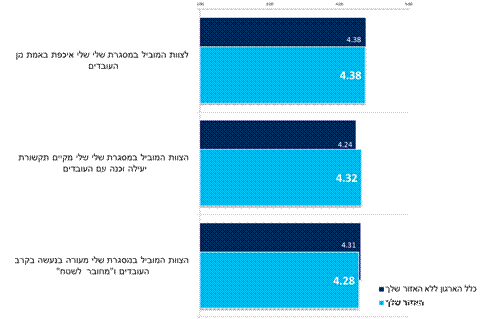 לצוות המוביל במסגרת שלי שלי איכפת באמת מן
העובדים
4.38
4.38
הצוות המוביל במסגרת שלי שלי מקיים תקשורת
יעילה וכנה עם העובדים
4.24
4.32
הצוות המוביל במסגרת שלי מעורה בנעשה בקרב
העובדים ו"מחובר לשטח"
4.31
4.28
כלל הארגון ללא האזור שלך
האזור שלך